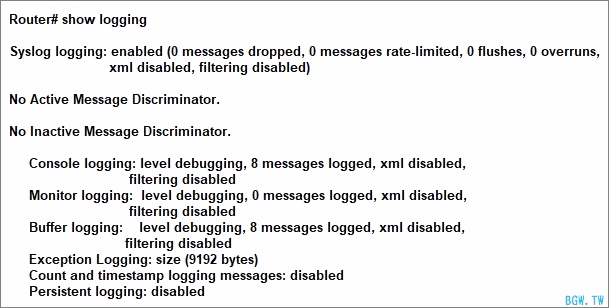 Router# show logging
Syslog logging: enabled (0 messages dropped, 0 messages rate-limited, 0 flushes, 0 overruns,
xml disabled, filtering disabled)
No Active Message Discriminator.
No Inactive Message Discriminator.
Console logging: level debugging, 8 messages logged, xml disabled,
filtering disabled
Monitor logging: level debugging, 0 messages logged, xml disabled,
filtering disabled
Buffer logging: level debugging, 8 messages logged, xml disabled,
filtering disabled
Exception Logging: size (9192 bytes)
Count and timestamp logging messages: disabled
Persistent logging: disabled
BGW.TW